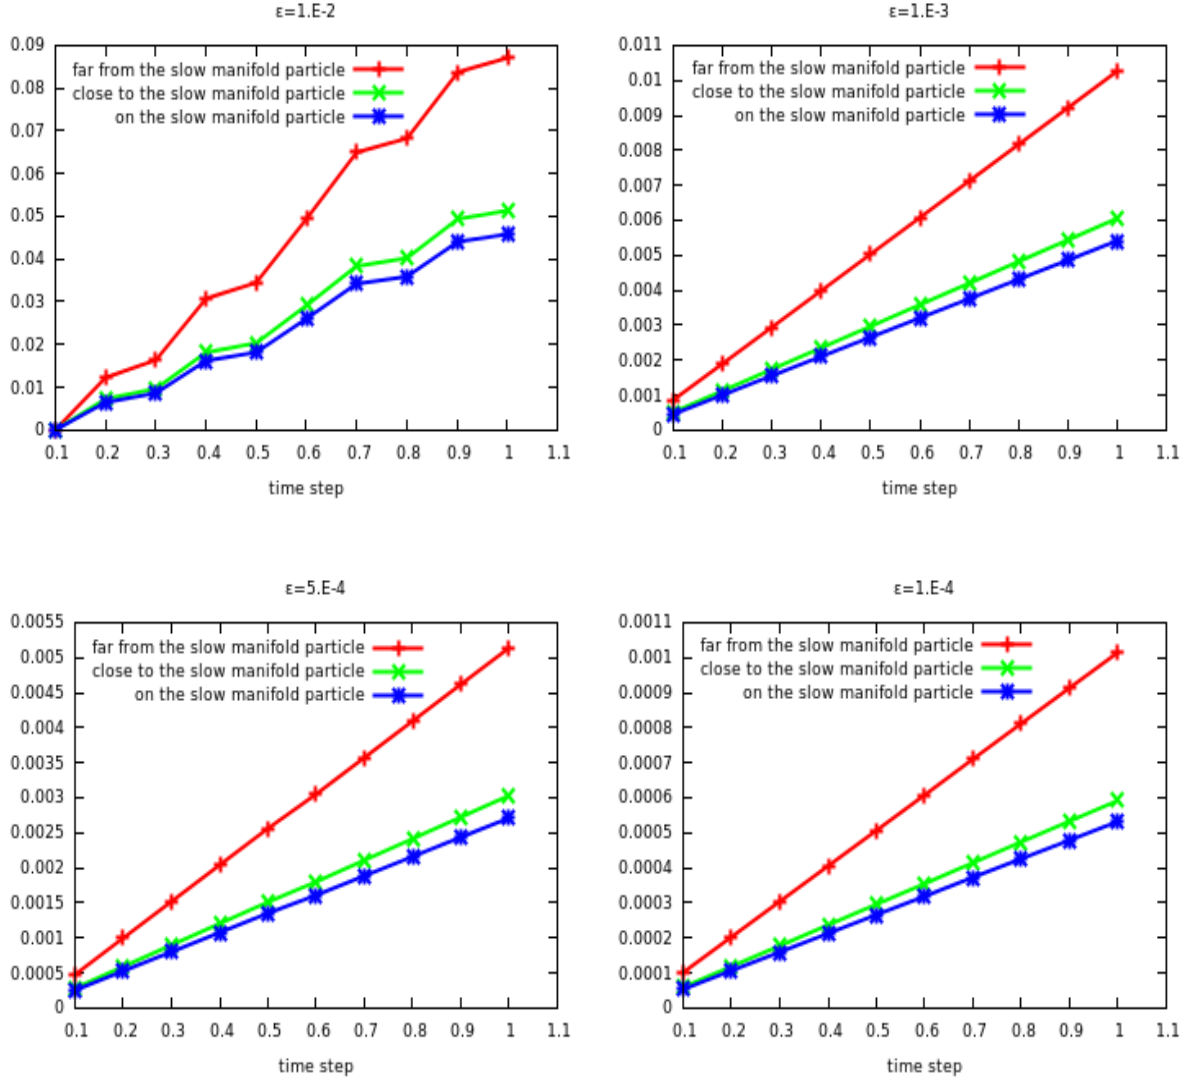 ε=1.E-2
0.09
0.08
0.07
0.06
0.05
0.04
0.03
0.02
0.01
0
far from the slow manifold particle
close to the slow manifold particle
on the slow manifold particle
0.1 0.2 0.3 0.4 0.5 0.6 0.7 0.8 0.9 1 1.1
time step
ε=1.E-3
0.011
0.01
0.009
0.008
0.007
0.006
0.005
0.004
0.003
0.002
0.001
0
far from the slow manifold particle
close to the slow manifold particle
on the slow manifold particle
0.1 0.2 0.3 0.4 0.5 0.6 0.7 0.8 0.9 1 1.1
time step
ε=5.E-4
0.0055
0.005
0.0045
0.004
0.0035
0.003
0.0025
0.002
0.0015
0.001
0.0005
0
far from the slow manifold particle
close to the slow manifold particle
on the slow manifold particle
0.1 0.2 0.3 0.4 0.5 0.6 0.7 0.8 0.9 1 1.1
time step
ε=1.E-4
0.0011
0.001
0.0009
0.0008
0.0007
0.0006
0.0005
0.0004
0.0003
0.0002
0.0001
0
far from the slow manifold particle
close to the slow manifold particle
on the slow manifold particle
0.1 0.2 0.3 0.4 0.5 0.6 0.7 0.8 0.9 1 1.1
time step